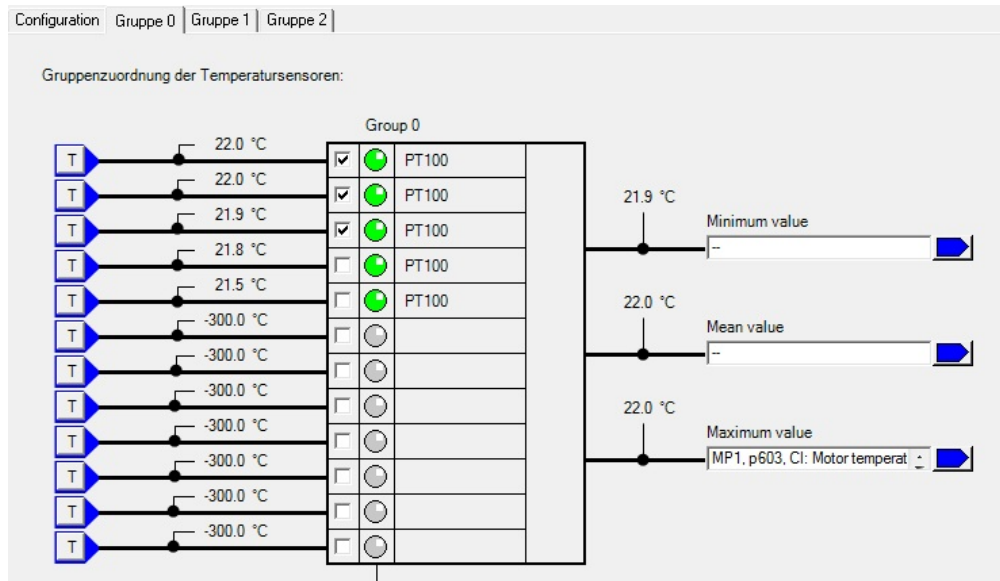 Configuration Gruppe 0 Gruppe 1 Gruppe 2
Gruppenzuordnung der Temperatursensoren:
Group 0
T 22.0 °C PT100
T 22.0 °C PT100
T 21.9 °C PT100
T 21.8 °C PT100
T 21.5 °C PT100
T -300.0 °C
T -300.0 °C
T -300.0 °C
T -300.0 °C
T -300.0 °C
T -300.0 °C
T -300.0 °C
21.9 °C
Minimum value
--
22.0 °C
Mean value
--
22.0 °C
Maximum value
MP1, p603, CI: Motor temperat